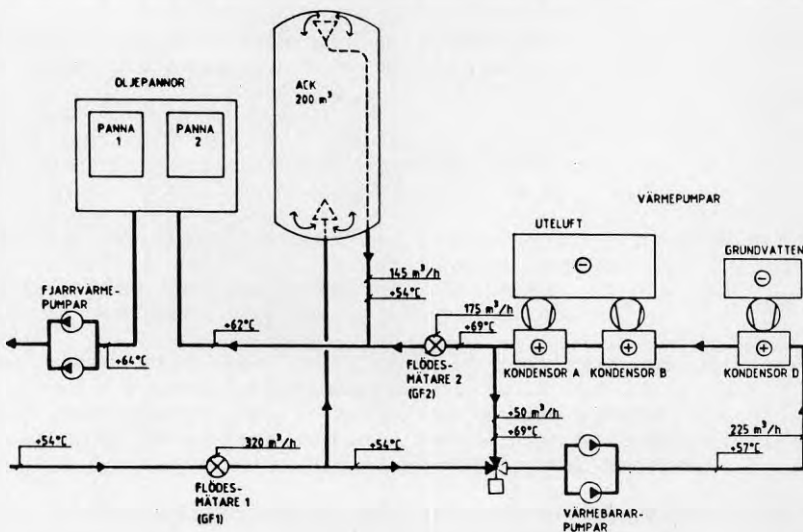 OLJEPANNOR
PANNA
1
PANNA
2
ACK
200 m³
VÄRMEPUMPAR
UTELUFT
GRUNDVATTEN
FJÄRRVÄRME-
PUMPAR
+64°C
+62°C
145 m³/h
+54°C
175 m³/h
+69°C
FLÖDES-
MÄTARE 2
(GF2)
KONDENSOR A
KONDENSOR B
KONDENSOR D
+50 m³/h
+69°C
225 m³/h
+57°C
+54°C
320 m³/h
+54°C
FLÖDES-
MÄTARE 1
(GF1)
VÄRMEBÄRAR-
PUMPAR